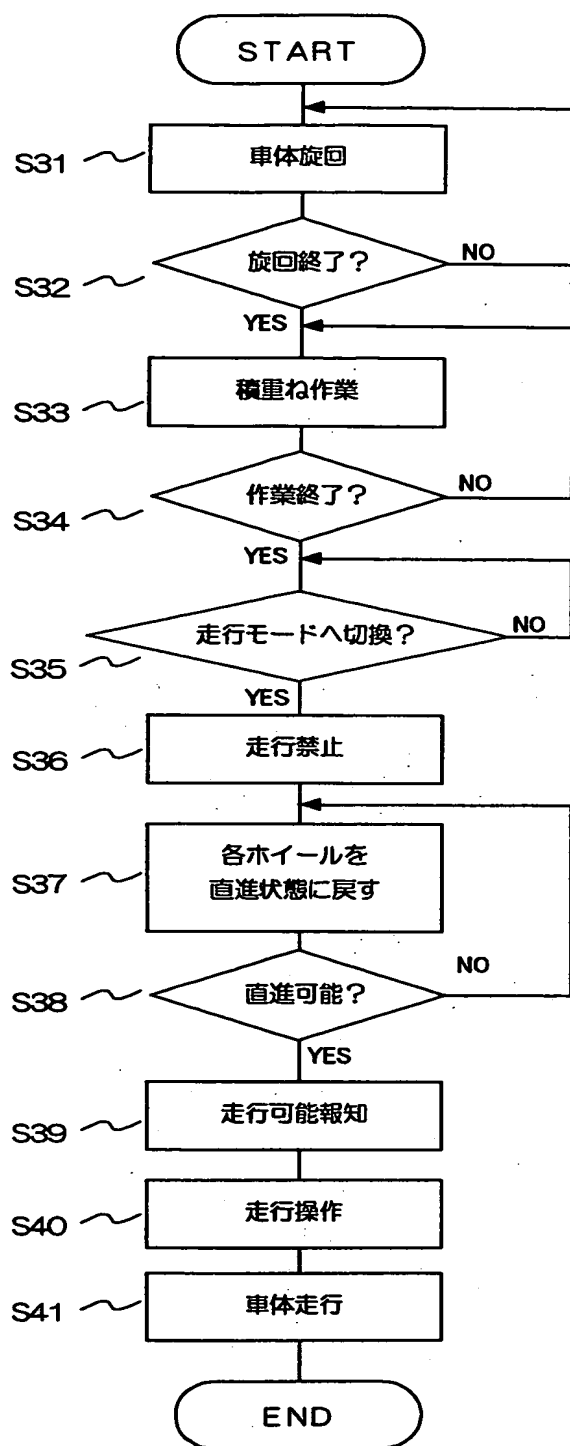 START
S31
車体旋回
S32
旋回終了?
NO
YES
S33
積重ね作業
S34
作業終了?
NO
YES
S35
走行モードへ切換?
NO
YES
S36
走行禁止
S37
各ホイールを
直進状態に戻す
S38
直進可能?
NO
YES
S39
走行可能報知
S40
走行操作
S41
車体走行
END